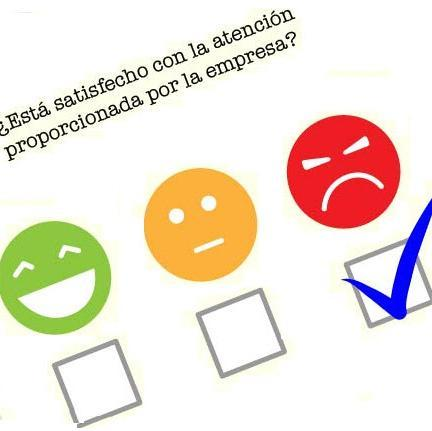 ¿Está satisfecho con la atención
proporcionada por la empresa?